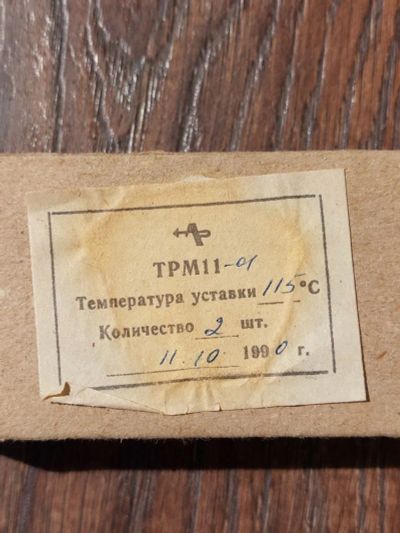 ТРМ11-01
Температура уставки 115°С
Количество 2 шт.
11.10 1990 г.